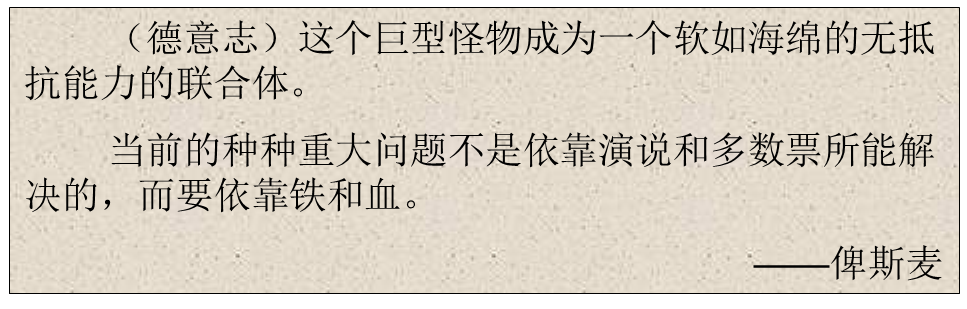 （德意志）这个巨型怪物成为一个软如海绵的无抵
抗能力的联合体。
当前的种种重大问题不是依靠演说和多数票所能解
决的，而要依靠铁和血。
——俾斯麦